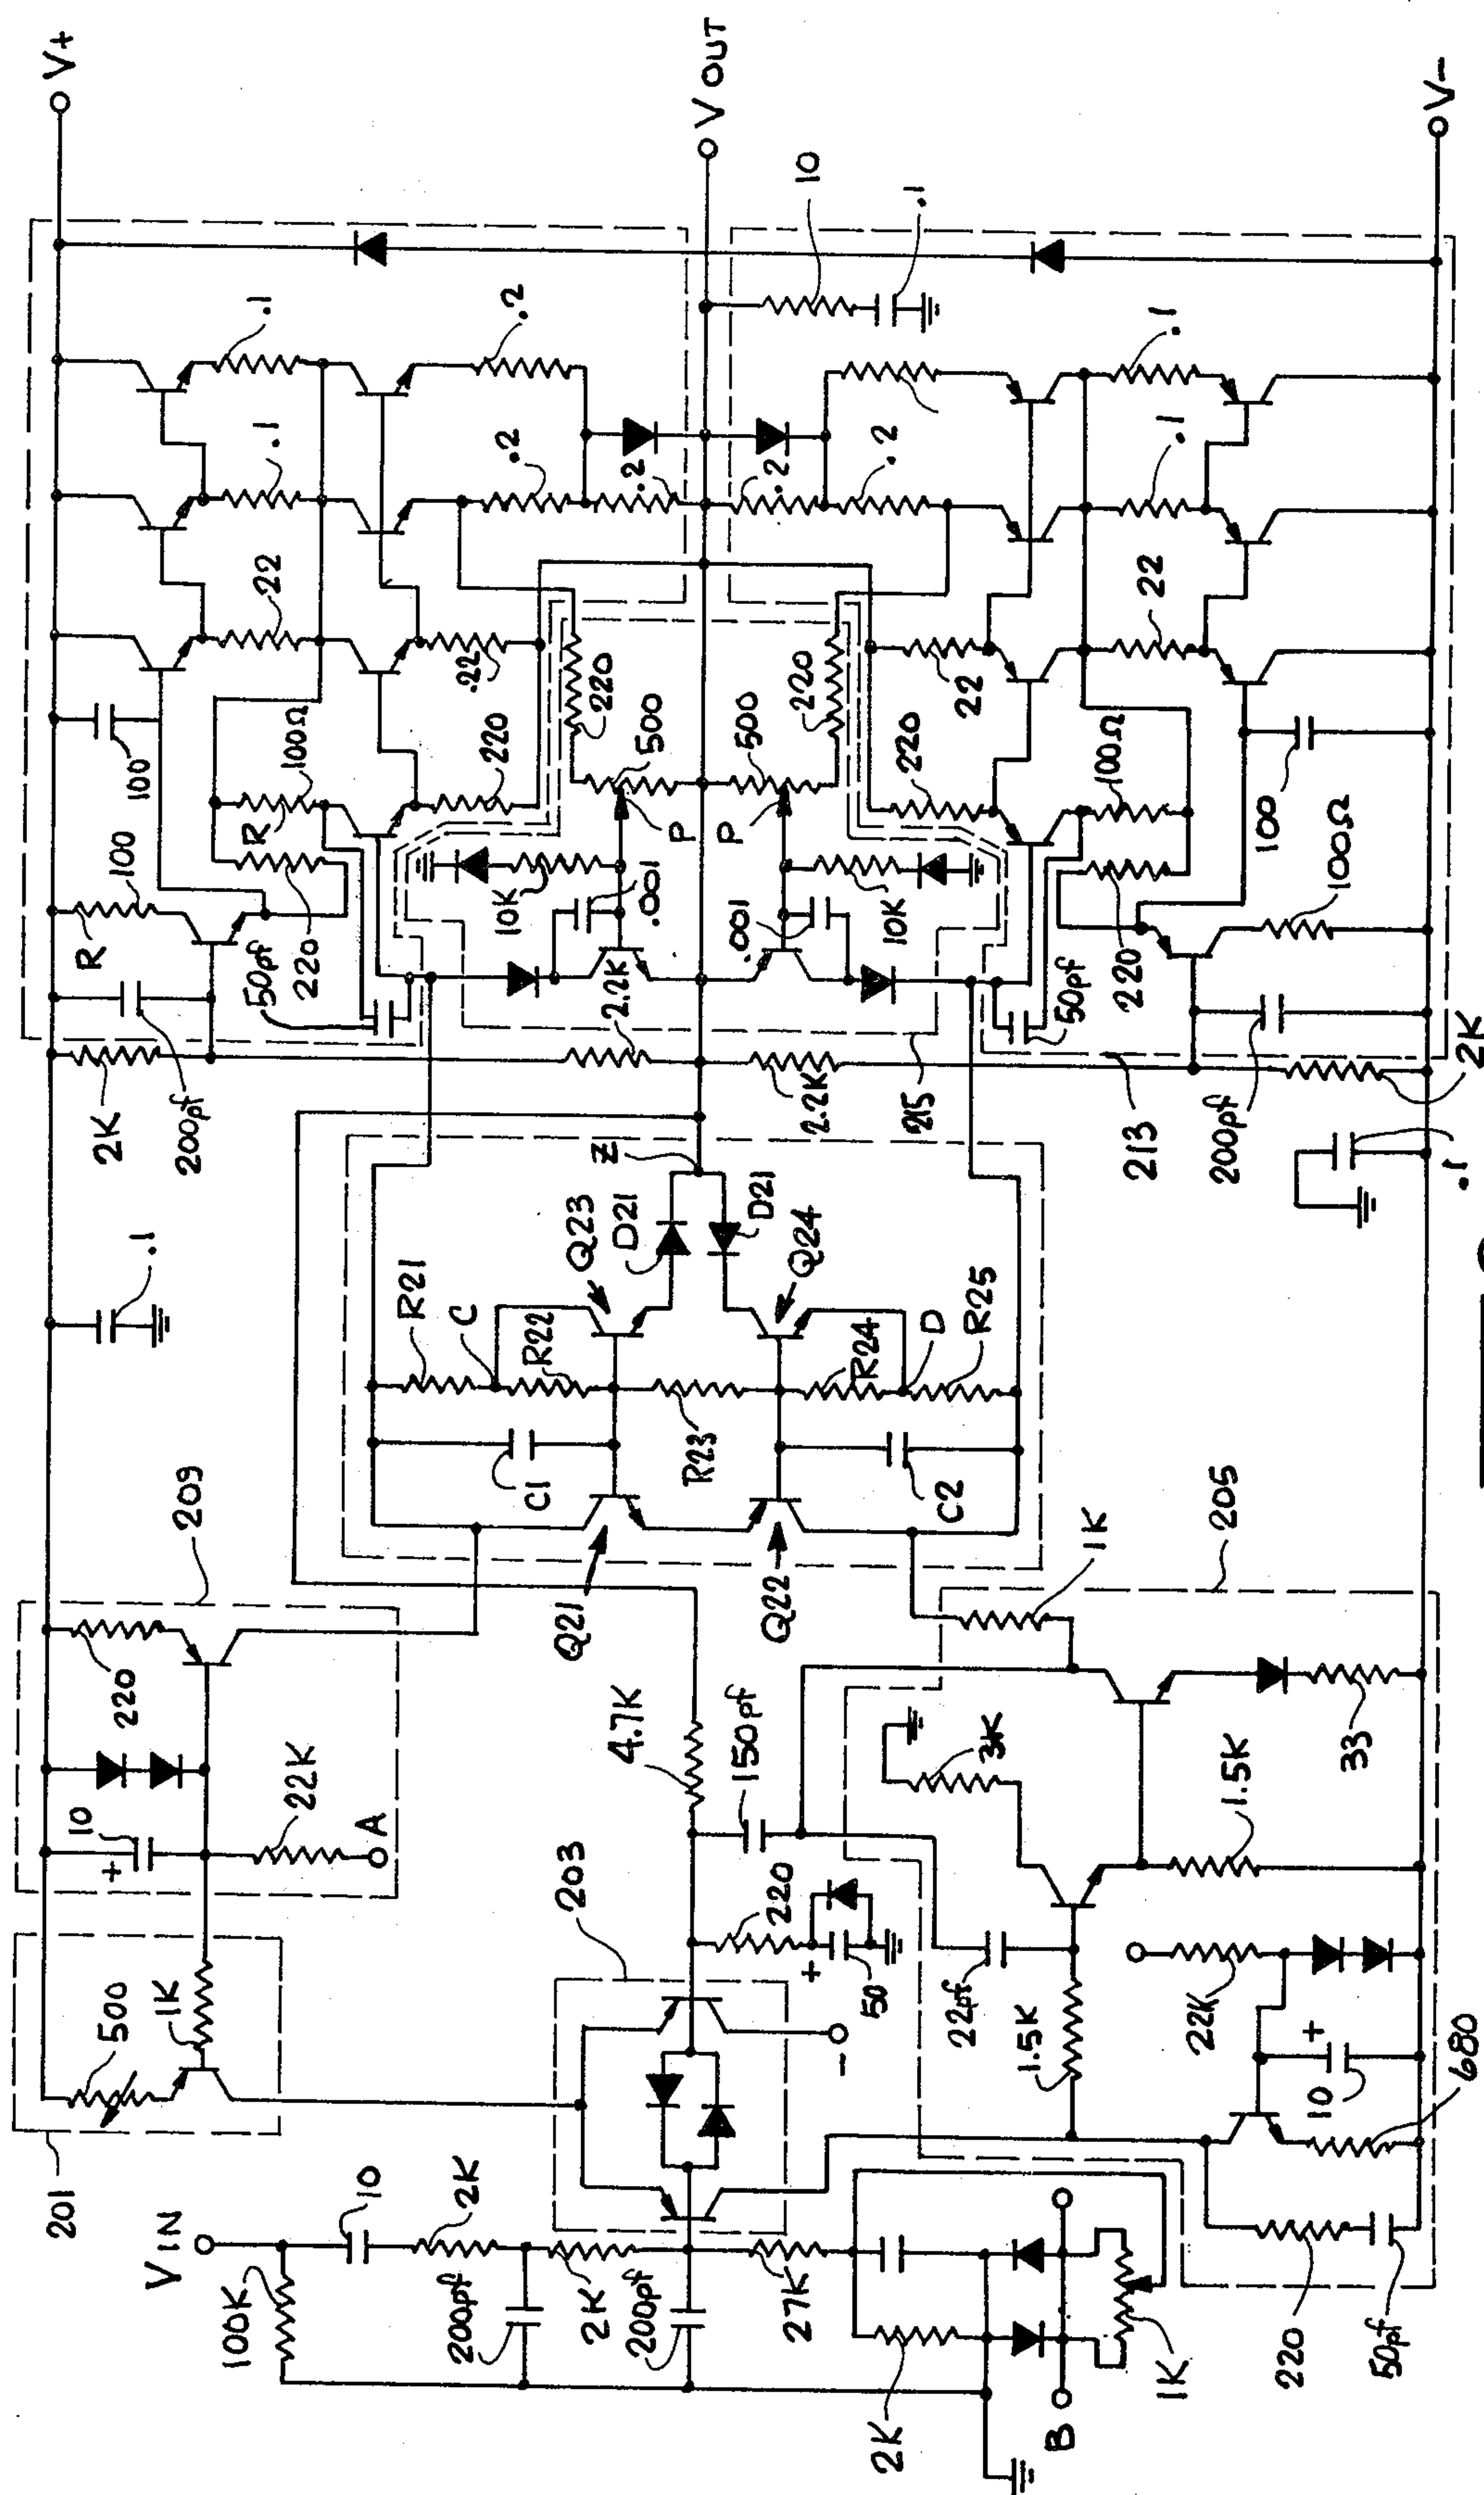 V+
V OUT
V-
10
.1
.1
.2
.1
.2
.2
.2
.2
.1
.1
22
.22
22
22
100
100Ω
R
220
220
500
500
220
220
100Ω
P
P
100
R
10K
.001
.001
10K
100
100Ω
50pf
220
2.2K
2.2K
50pf
220
2K
200pf
215
213
200pf
2K
.1
.1
Z
Q23
D21
D21
Q24
R21
C
R22
R24
D
R25
R23
C1
C2
Q21
Q22
209
205
1K
220
22K
10
+
A
4.7K
150pf
3K
1.5K
33
203
220
+
50
22pf
1.5K
22K
+
10
680
500
1K
201
-
VIN
10
2K
100K
200pf
2K
200pf
27K
2K
B
1K
220
50pf